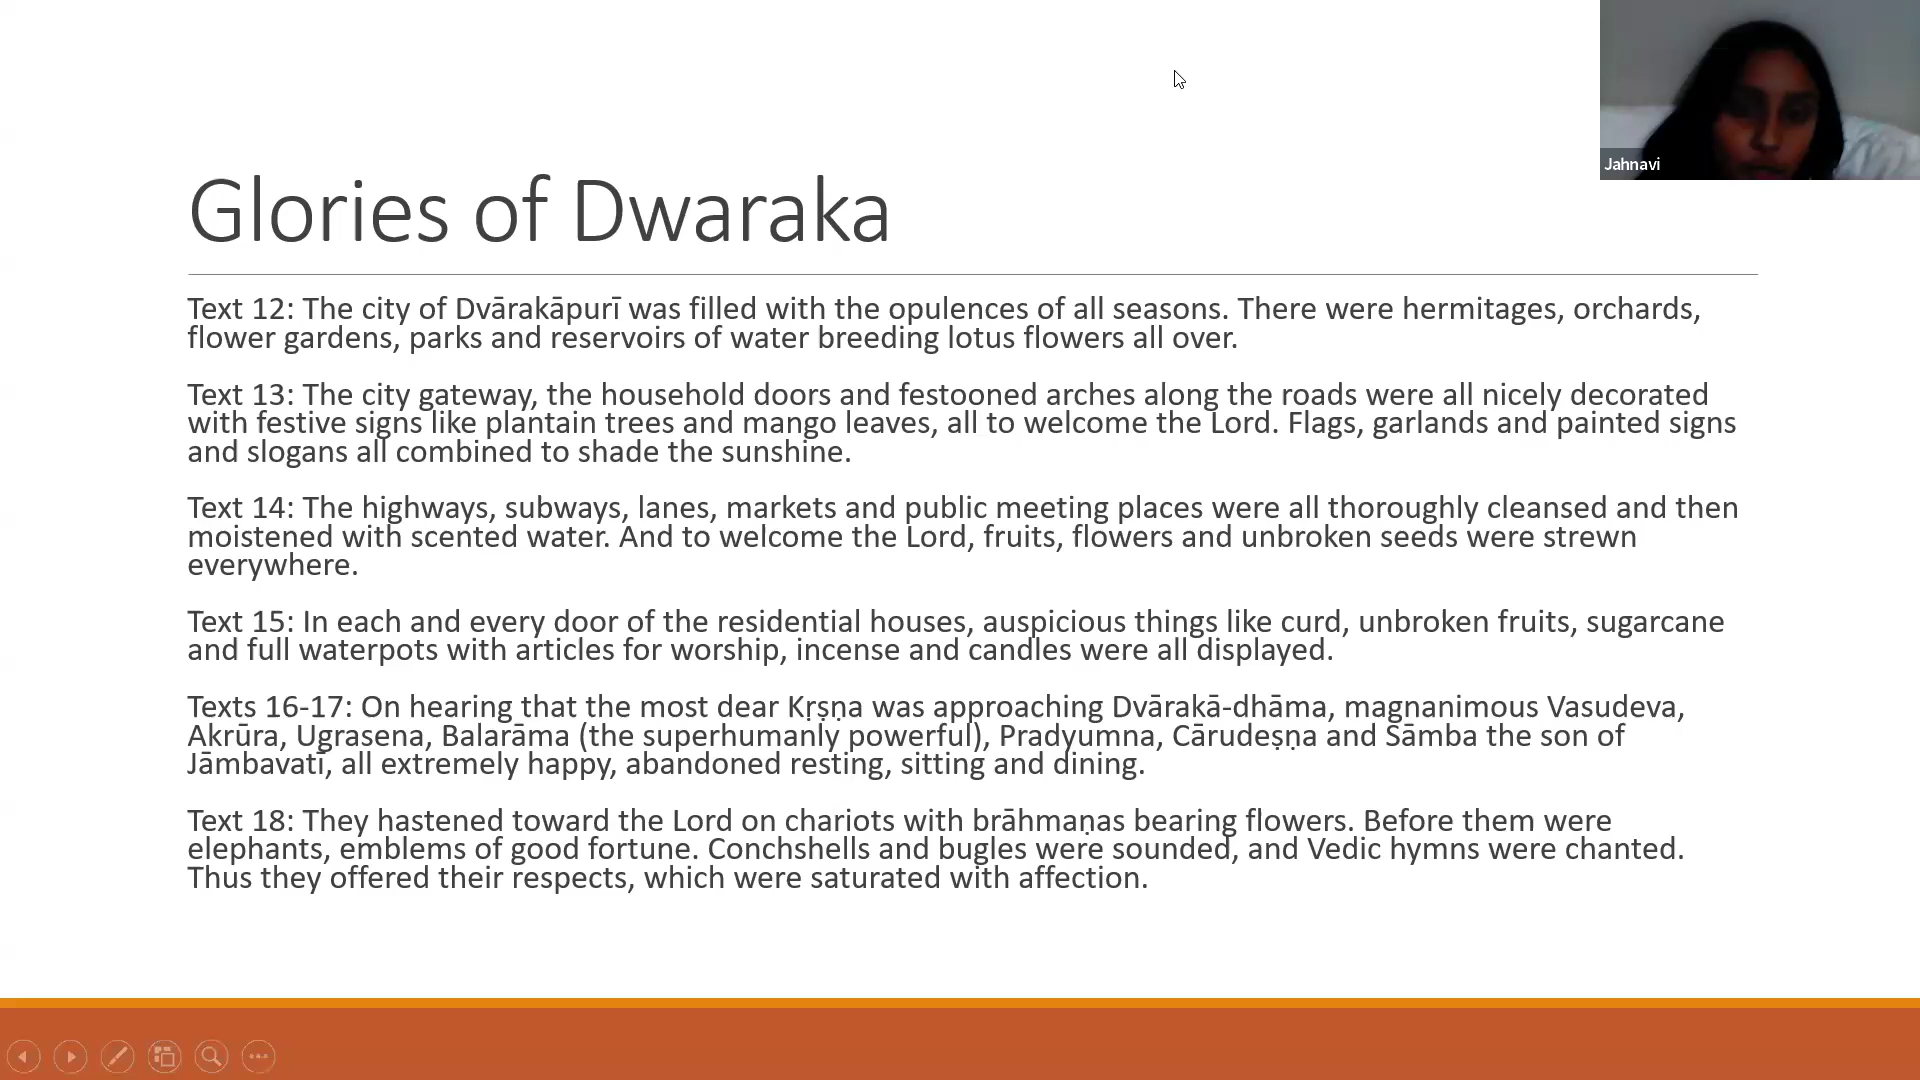 Jahnavi
Glories of Dwaraka
Text 12: The city of Dvārakāpurī was filled with the opulences of all seasons. There were hermitages, orchards,
flower gardens, parks and reservoirs of water breeding lotus flowers all over.
Text 13: The city gateway, the household doors and festooned arches along the roads were all nicely decorated
with festive signs like plantain trees and mango leaves, all to welcome the Lord. Flags, garlands and painted signs
and slogans all combined to shade the sunshine.
Text 14: The highways, subways, lanes, markets and public meeting places were all thoroughly cleansed and then
moistened with scented water. And to welcome the Lord, fruits, flowers and unbroken seeds were strewn
everywhere.
Text 15: In each and every door of the residential houses, auspicious things like curd, unbroken fruits, sugarcane
and full waterpots with articles for worship, incense and candles were all displayed.
Texts 16-17: On hearing that the most dear Kṛṣṇa was approaching Dvārakā-dhāma, magnanimous Vasudeva,
Akrūra, Ugrasena, Balarāma (the superhumanly powerful), Pradyumna, Cārudeṣṇa and Sāmba the son of
Jāmbavatī, all extremely happy, abandoned resting, sitting and dining.
Text 18: They hastened toward the Lord on chariots with brāhmaṇas bearing flowers. Before them were
elephants, emblems of good fortune. Conchshells and bugles were sounded, and Vedic hymns were chanted.
Thus they offered their respects, which were saturated with affection.